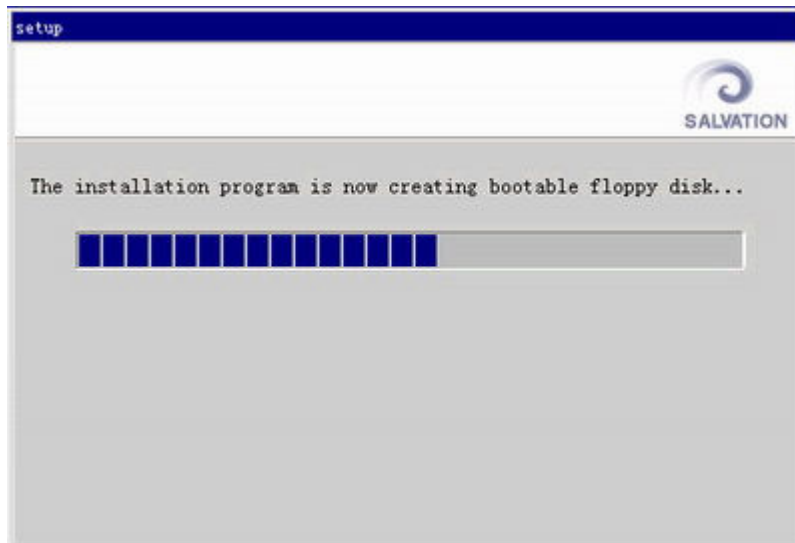 setup
SALVATION
The installation program is now creating bootable floppy disk...